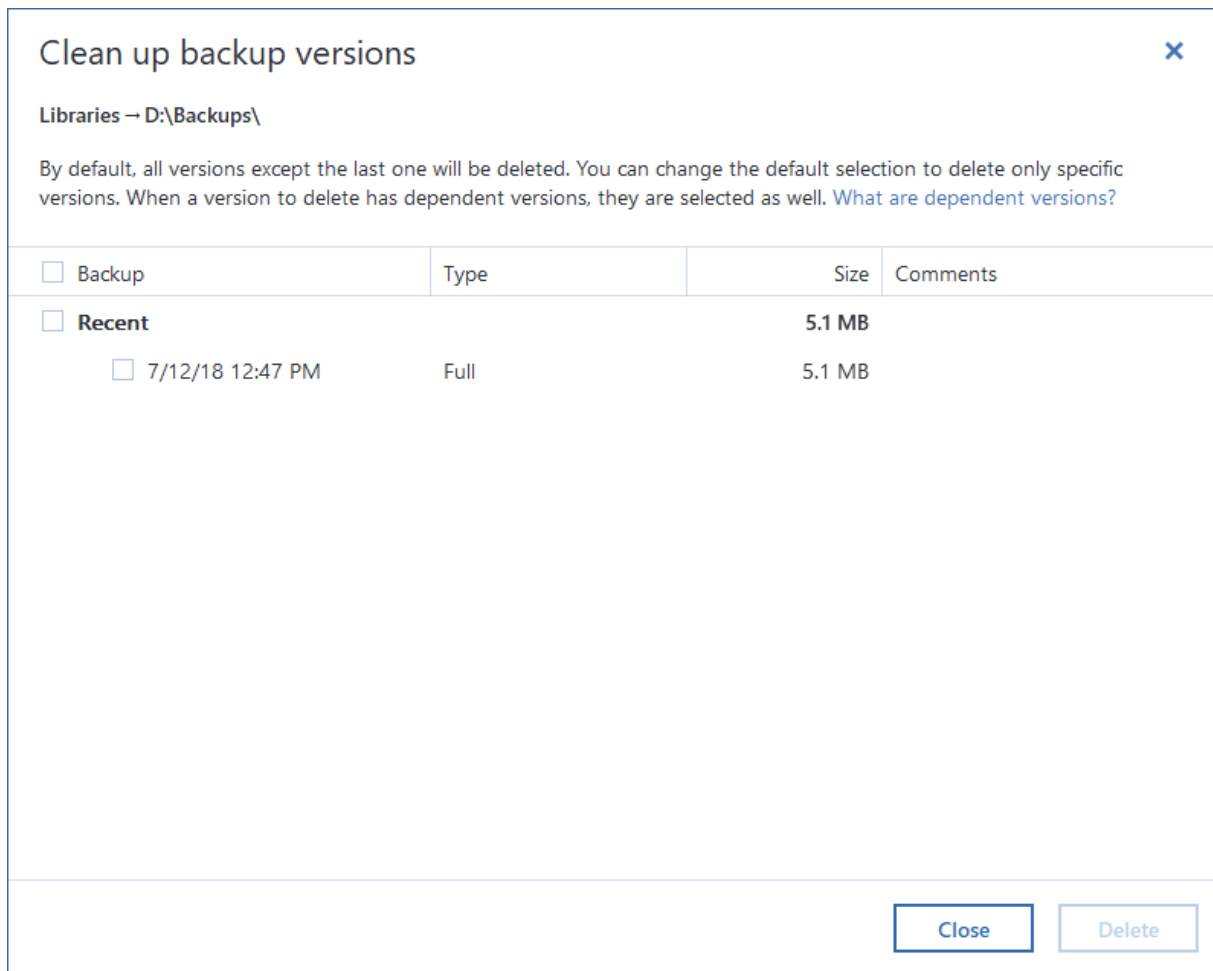 Clean up backup versions
Libraries → D:\Backups\
By default, all versions except the last one will be deleted. You can change the default selection to delete only specific
versions. When a version to delete has dependent versions, they are selected as well. What are dependent versions?
Backup Type Size Comments
Recent 5.1 MB
7/12/18 12:47 PM Full 5.1 MB
Close Delete